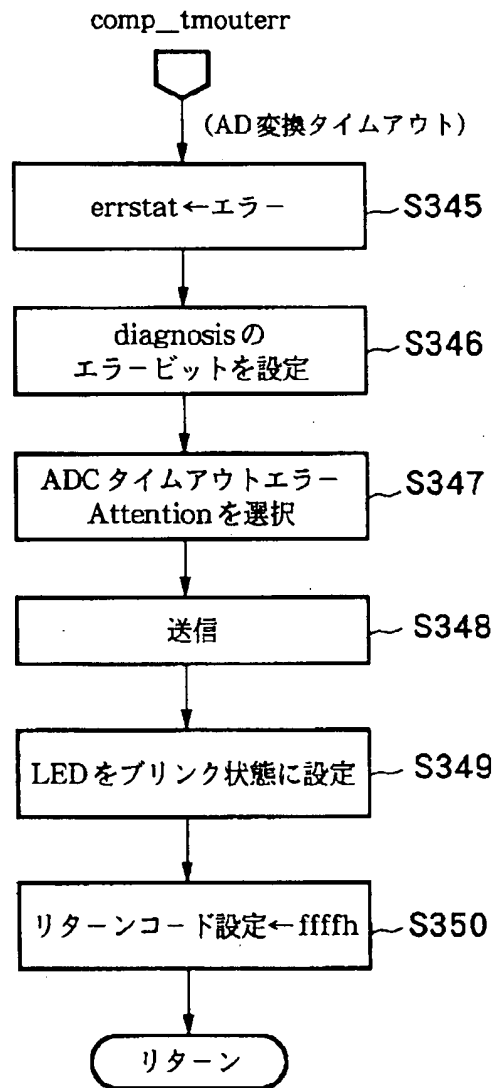 comp__tmouterr
(AD変換タイムアウト)
errstat←エラー
S345
diagnosisの
エラービットを設定
S346
ADCタイムアウトエラー
Attentionを選択
S347
送信
S348
LEDをブリンク状態に設定
S349
リターンコード設定←ffffh
S350
リターン